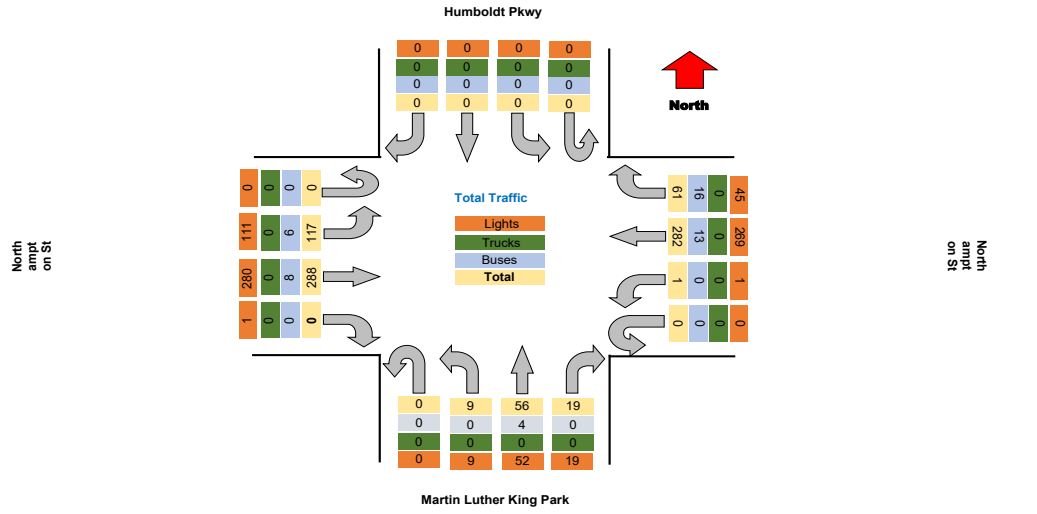 Humboldt Pkwy
0 0 0 0
0 0 0 0
0 0 0 0
0 0 0 0
North
North
ampt
on St
0 0 0 0
111 0 6 117
280 0 8 288
1 0 0 0
Total Traffic
Lights
Trucks
Buses
Total
61 16 0 45
282 13 0 269
1 0 0 1
0 0 0 0
North
ampt
on St
0 9 56 19
0 0 4 0
0 0 0 0
0 9 52 19
Martin Luther King Park